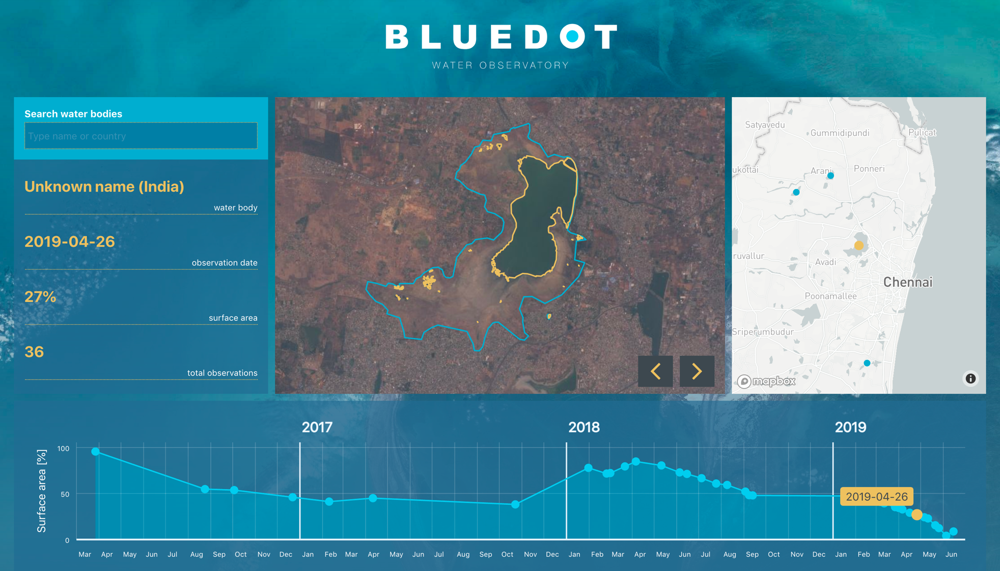 BLUEDOT
WATER OBSERVATORY
Search water bodies
Type name or country
Unknown name (India)
water body
2019-04-26
observation date
27%
surface area
36
total observations
Satyavedu
Gummidipundi
Pulicat
ukottai
Arani
Ponneri
ruvallur
Avadi
Chennai
Poonamallee
Sriperumbudur
mapbox
i
2017
2018
2019
Surface area [%]
100
50
0
2019-04-26
Mar Apr May Jun Jul Aug Sep Oct Nov Dec Jan Feb Mar Apr May Jun Jul Aug Sep Oct Nov Dec Jan Feb Mar Apr May Jun Jul Aug Sep Oct Nov Dec Jan Feb Mar Apr May Jun